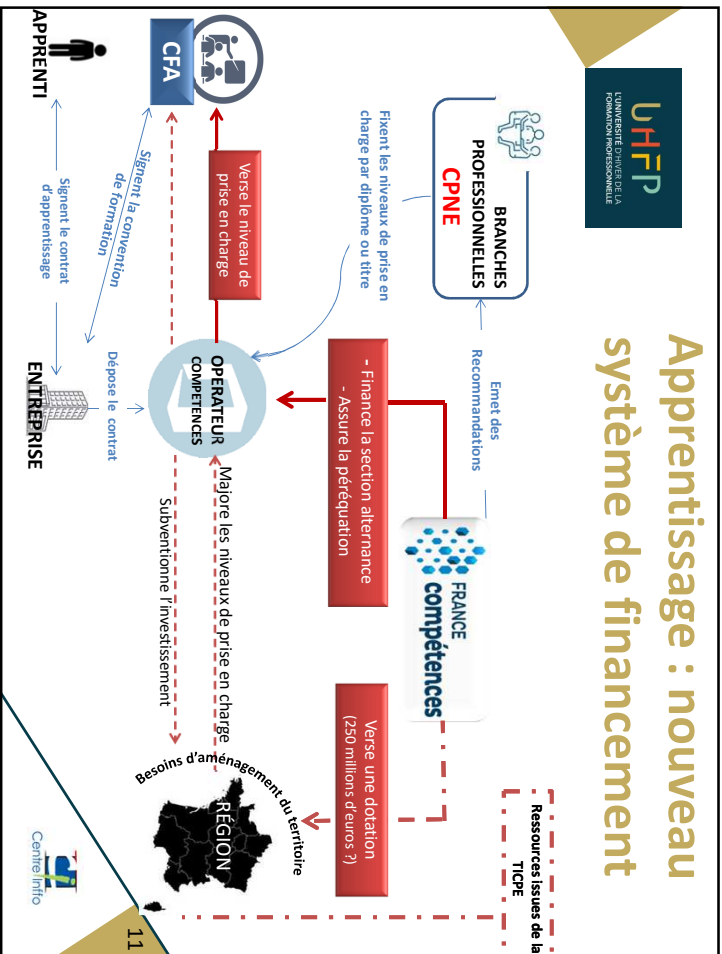 UHFP
L'UNIVERSITÉ D'HIVER DE LA
FORMATION PROFESSIONNELLE
Apprentissage : nouveau
système de financement
BRANCHES
PROFESSIONNELLES
CPNE
Emet des
Recommandations
FRANCE
compétences
Ressources issues de la
TICPE
Fixent les niveaux de prise en
charge par diplôme ou titre
- Finance la section alternance
- Assure la péréquation
Verse une dotation
(250 millions d'euros ?)
CFA
Verse le niveau de
prise en charge
OPERATEUR
COMPETENCES
Majore les niveaux de prise en charge
Subventionne l'investissement
Besoins d'aménagement du territoire
RÉGION
Signent la convention
de formation
Dépose le contrat
APPRENTI
Signent le contrat
d'apprentissage
ENTREPRISE
Centre Inffo
11